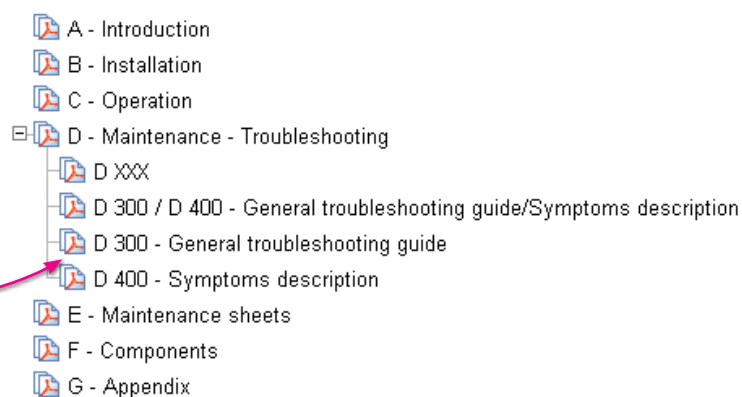 A - Introduction
B - Installation
C - Operation
D - Maintenance - Troubleshooting
D XXX
D 300 / D 400 - General troubleshooting guide/Symptoms description
D 300 - General troubleshooting guide
D 400 - Symptoms description
E - Maintenance sheets
F - Components
G - Appendix